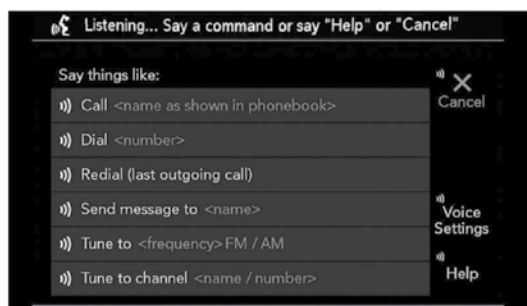 Listening... Say a command or say "Help" or "Cancel"
Say things like:
Cancel
Call <name as shown in phonebook>
Dial <number>
Redial (last outgoing call)
Send message to <name>
Voice
Settings
Tune to <frequency> FM / AM
Tune to channel <name / number>
Help